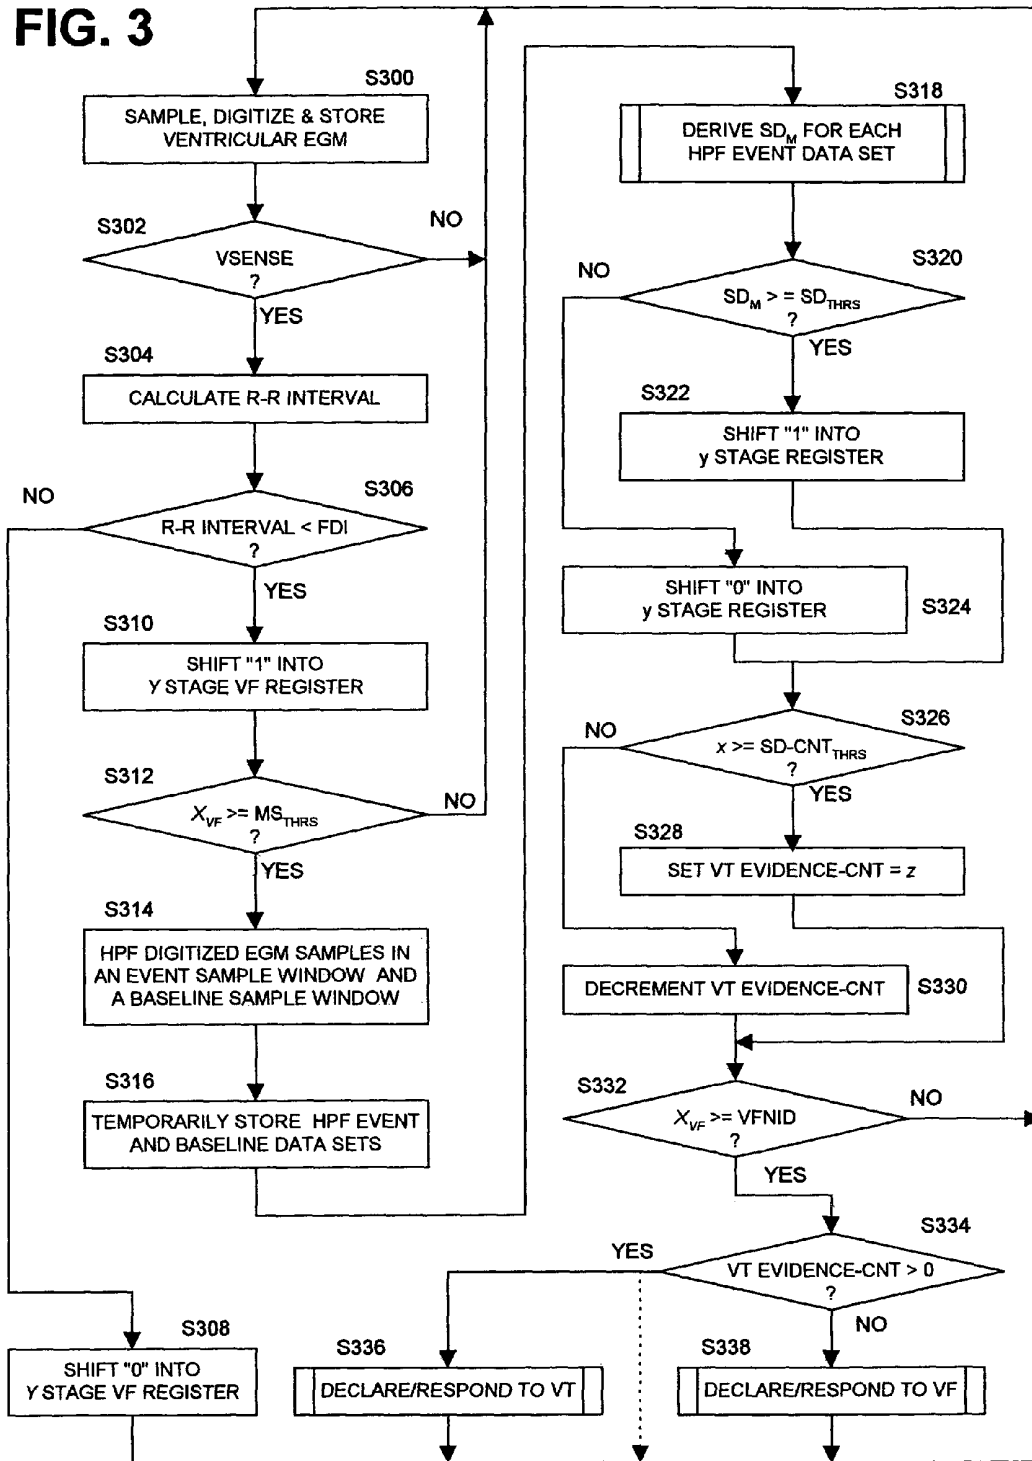 FIG. 3
S300
SAMPLE, DIGITIZE & STORE
VENTRICULAR EGM
S302
NO
VSENSE
?
YES
S304
CALCULATE R-R INTERVAL
NO
S306
R-R INTERVAL < FDI
?
YES
S310
SHIFT "1" INTO
Y STAGE VF REGISTER
S312
X_VF >= MS_THRS
?
NO
YES
S314
HPF DIGITIZED EGM SAMPLES IN
AN EVENT SAMPLE WINDOW AND
A BASELINE SAMPLE WINDOW
S316
TEMPORARILY STORE HPF EVENT
AND BASELINE DATA SETS
S308
SHIFT "0" INTO
Y STAGE VF REGISTER
S318
DERIVE SD_M FOR EACH
HPF EVENT DATA SET
S320
NO
SD_M > = SD_THRS
?
YES
S322
SHIFT "1" INTO
y STAGE REGISTER
SHIFT "0" INTO
y STAGE REGISTER
S324
S326
NO
x >= SD-CNT_THRS
?
YES
S328
SET VT EVIDENCE-CNT = z
DECREMENT VT EVIDENCE-CNT
S330
S332
NO
X_VF >= VFNID
?
YES
S334
YES
VT EVIDENCE-CNT > 0
?
NO
S336
DECLARE/RESPOND TO VT
S338
DECLARE/RESPOND TO VF